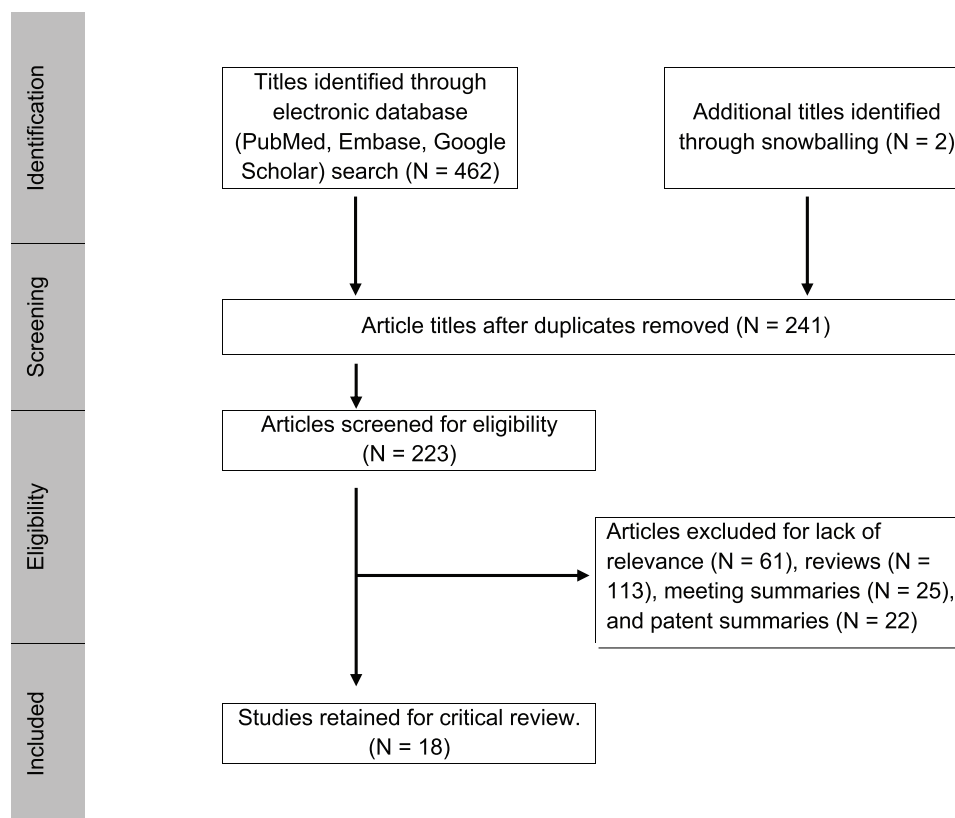 Identification
Titles identified through
electronic database
(PubMed, Embase, Google
Scholar) search (N = 462)
Additional titles identified
through snowballing (N = 2)
Screening
Article titles after duplicates removed (N = 241)
Eligibility
Articles screened for eligibility
(N = 223)
Articles excluded for lack of
relevance (N = 61), reviews (N =
113), meeting summaries (N = 25),
and patent summaries (N = 22)
Included
Studies retained for critical review.
(N = 18)